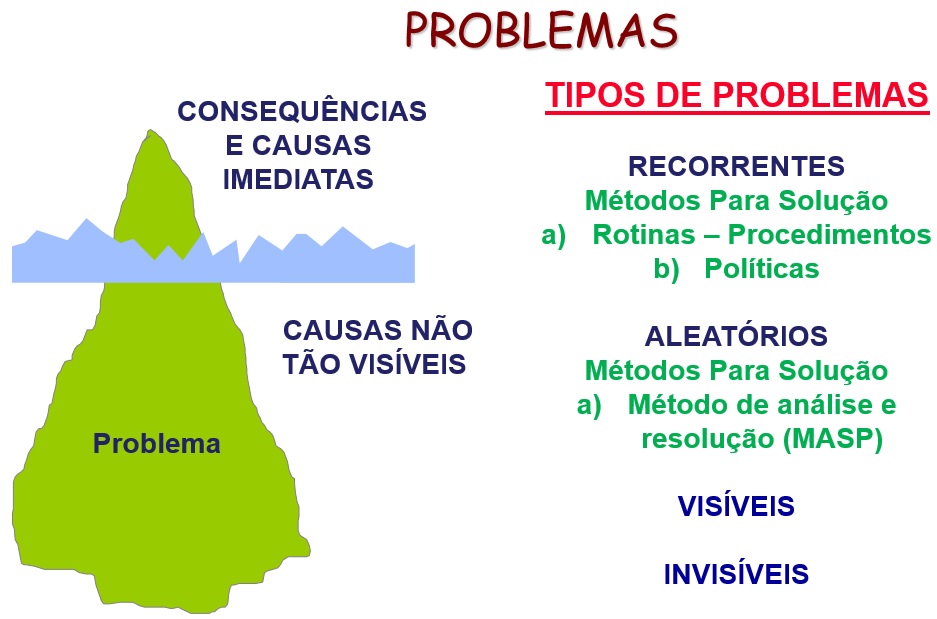 PROBLEMAS
CONSEQUÊNCIAS
E CAUSAS
IMEDIATAS
CAUSAS NÃO
TÃO VISÍVEIS
Problema
TIPOS DE PROBLEMAS
RECORRENTES
Métodos Para Solução
a) Rotinas – Procedimentos
b) Políticas
ALEATÓRIOS
Métodos Para Solução
a) Método de análise e
resolução (MASP)
VISÍVEIS
INVISÍVEIS